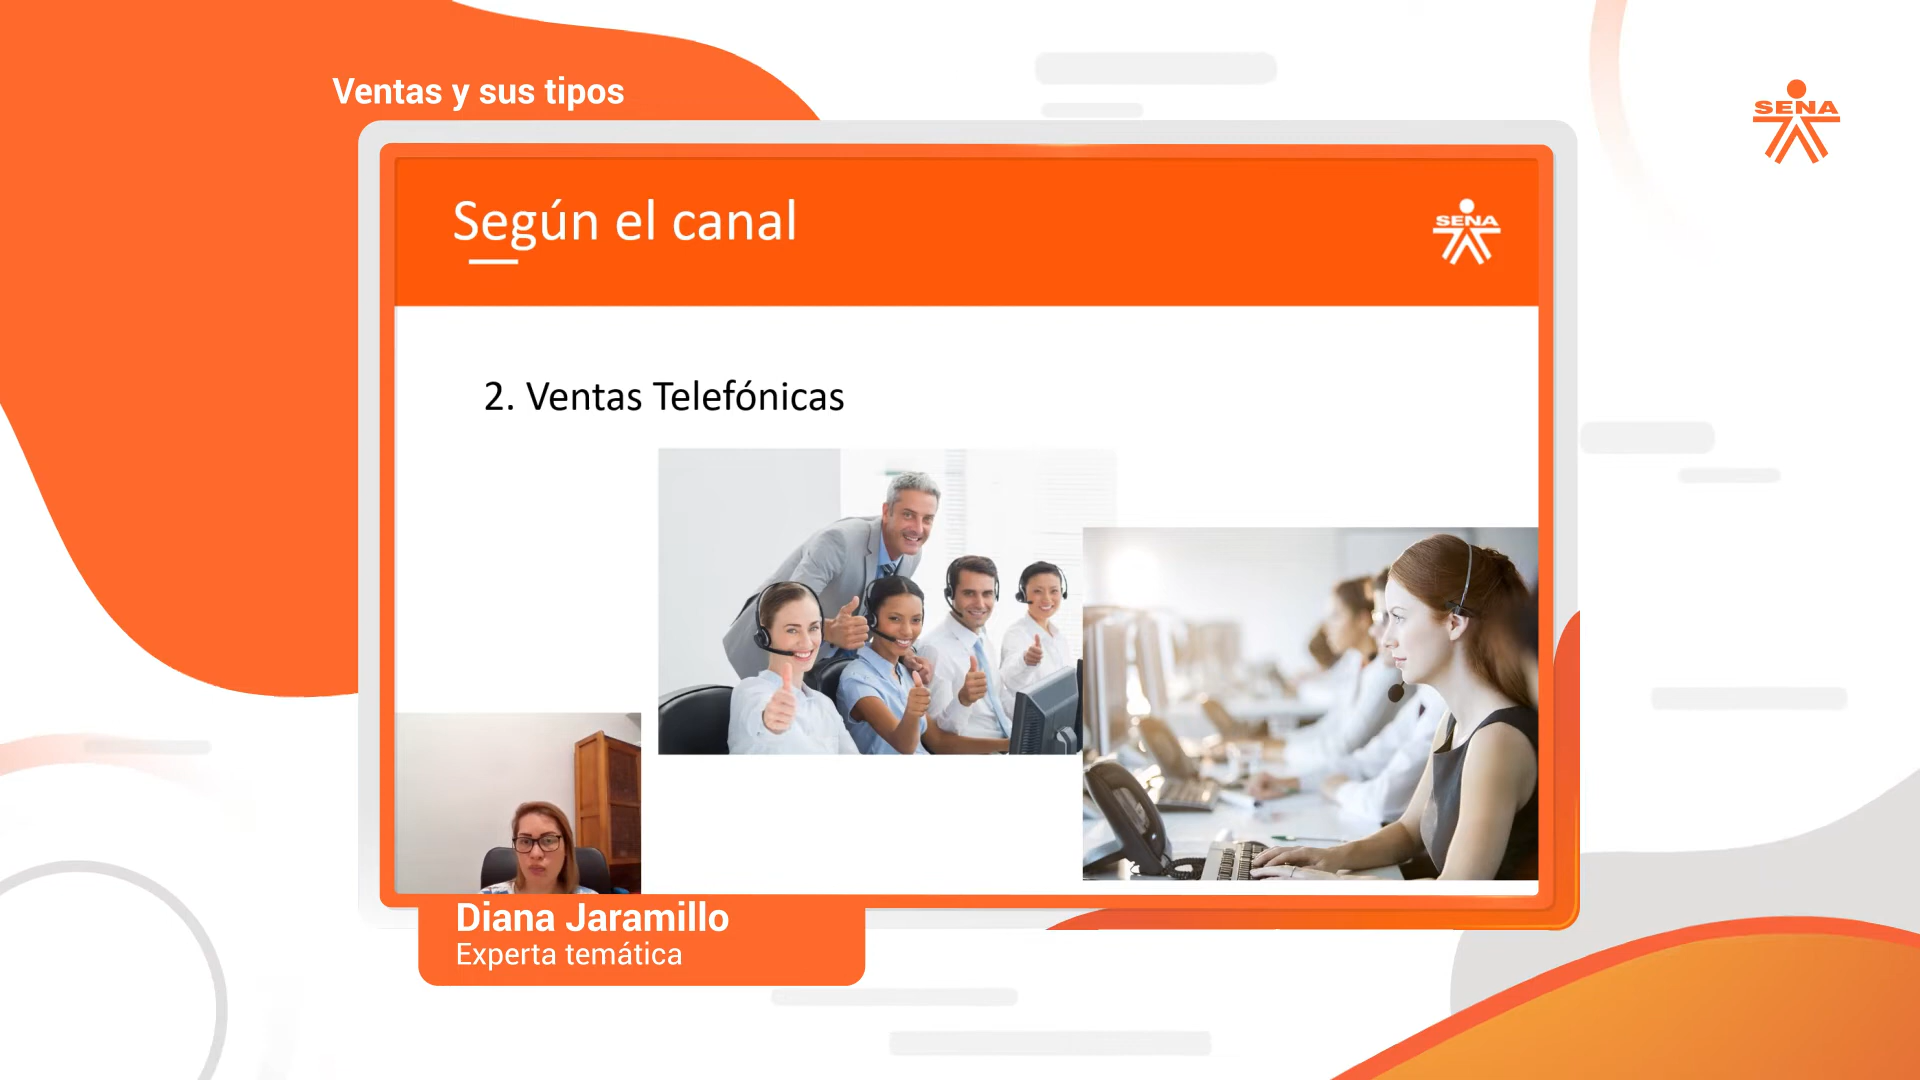 Ventas y sus tipos
SENA
Según el canal
SENA
2. Ventas Telefónicas
Diana Jaramillo
Experta temática